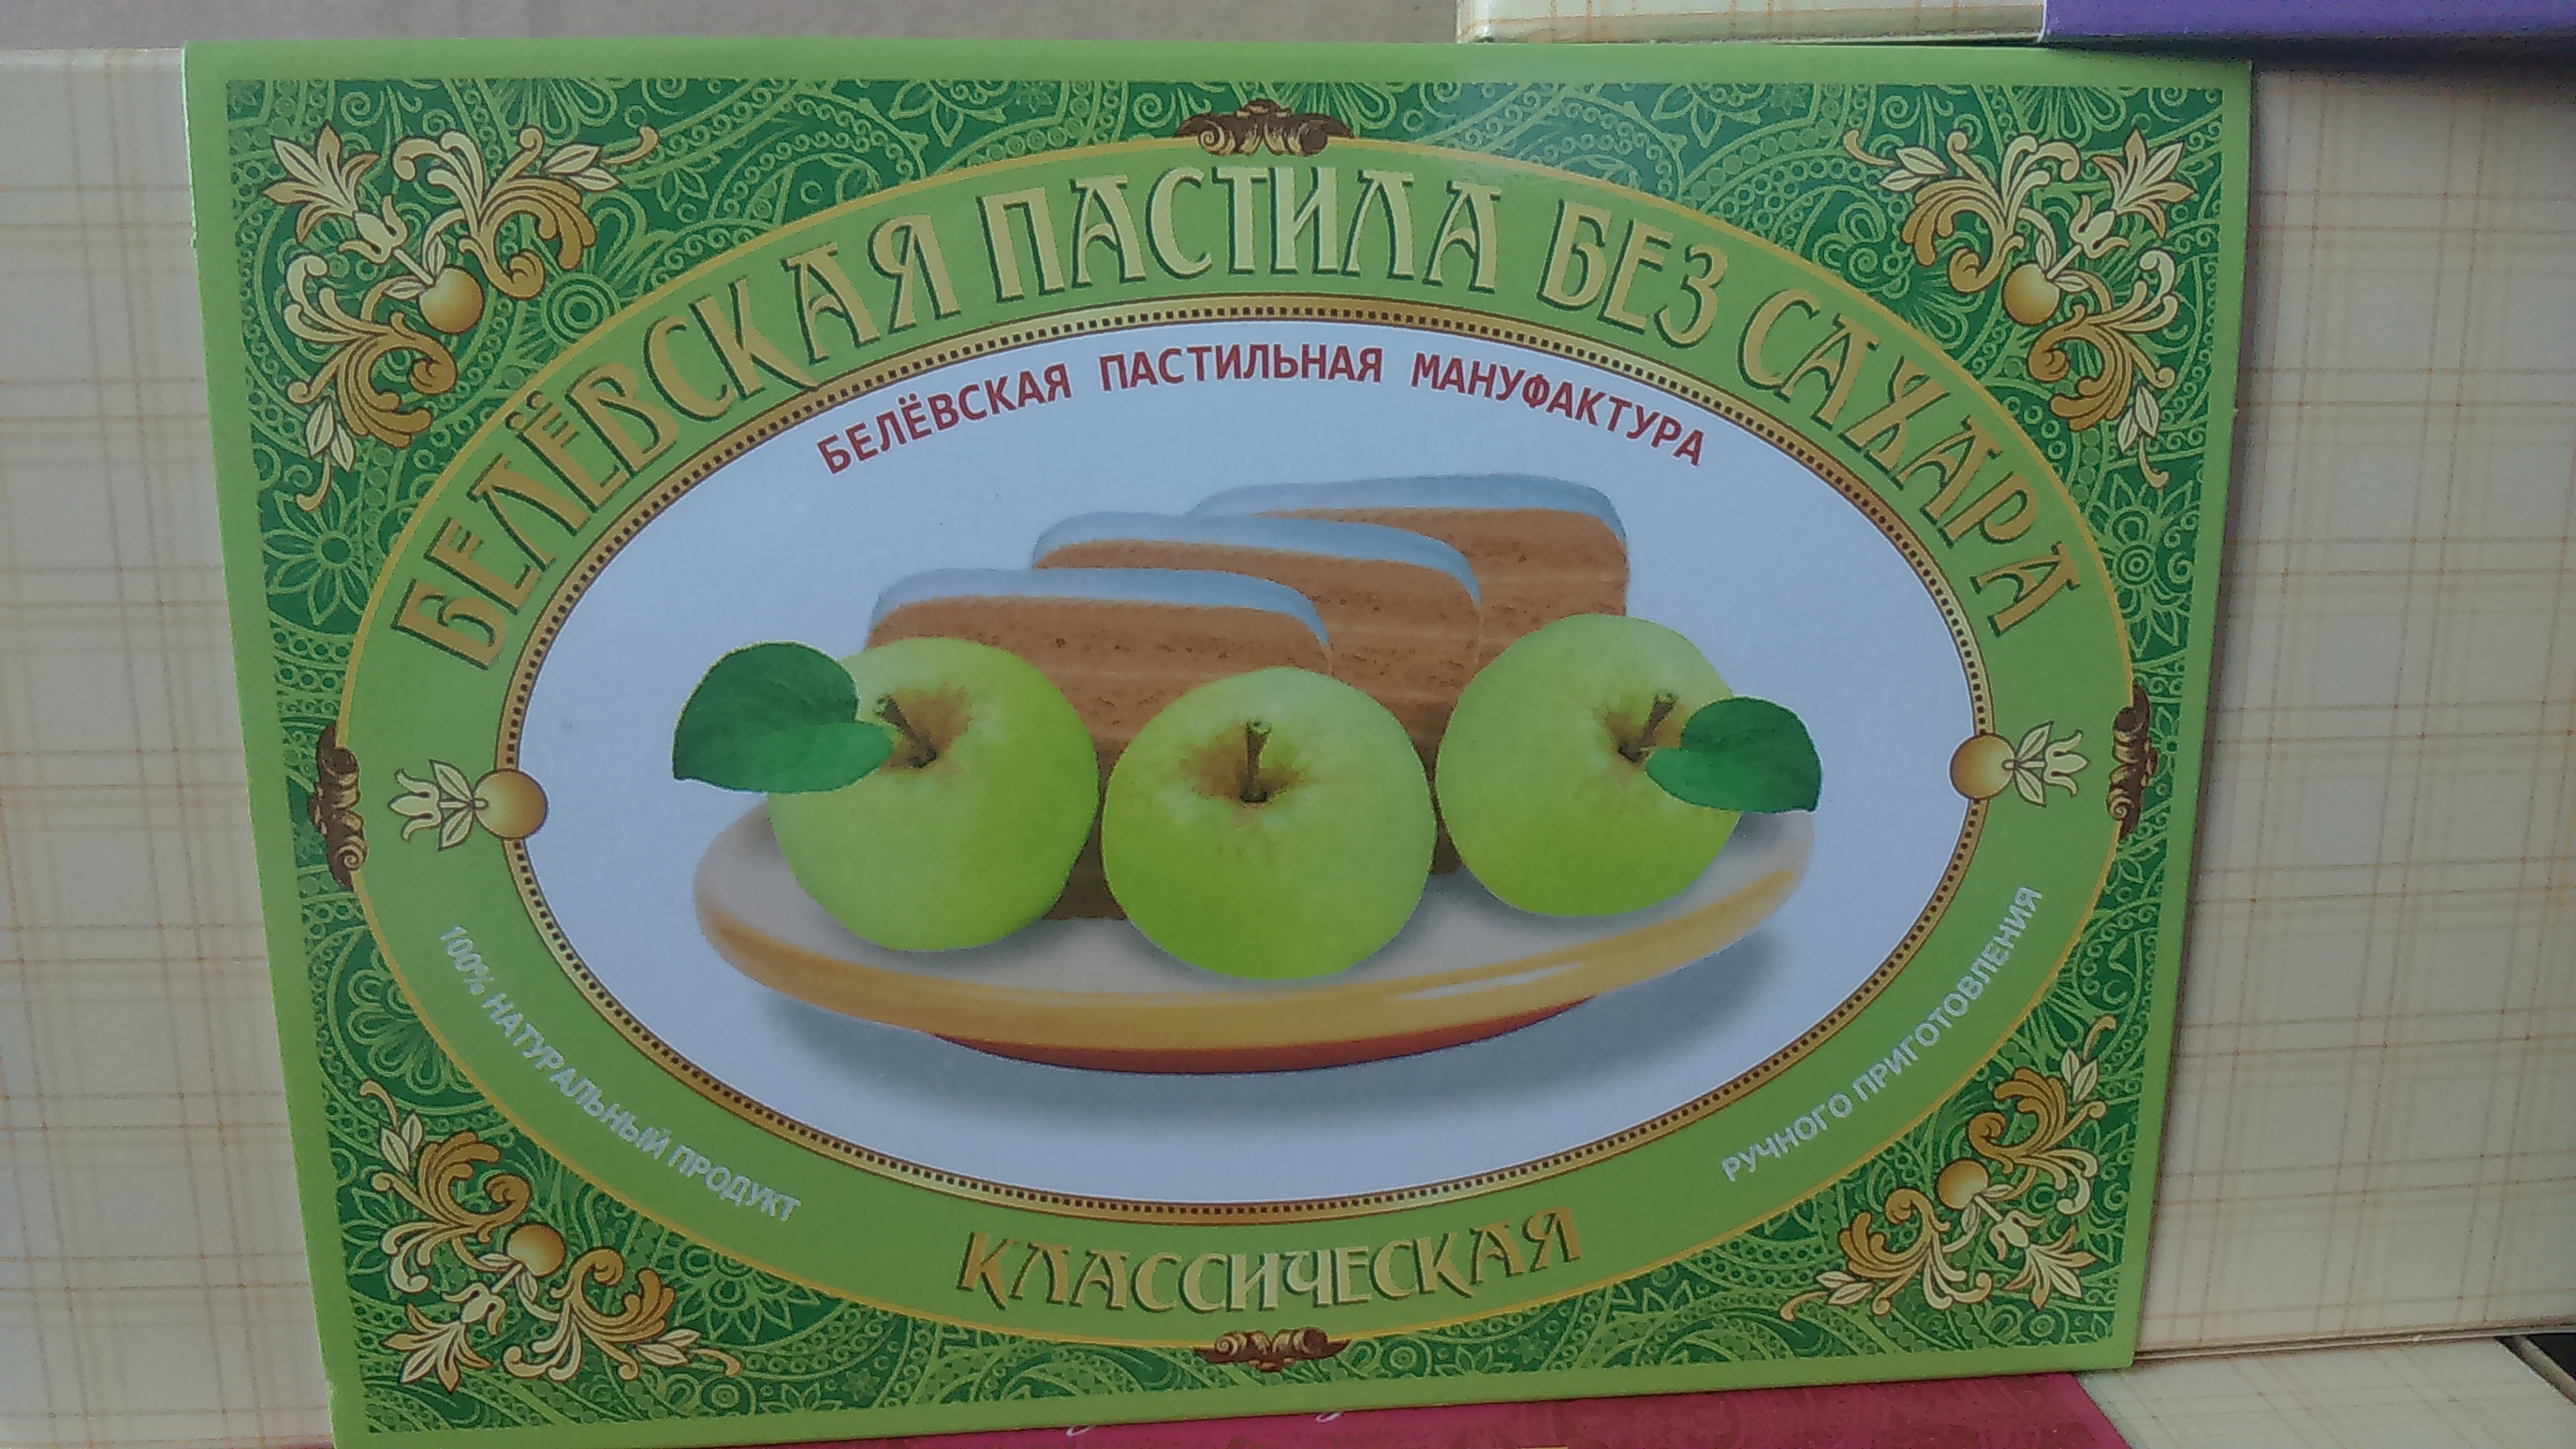 БЕЛЁВСКАЯ ПАСТИЛА БЕЗ САХАРА
БЕЛЁВСКАЯ ПАСТИЛЬНАЯ МАНУФАКТУРА
100% НАТУРАЛЬНЫЙ ПРОДУКТ
РУЧНОГО ПРИГОТОВЛЕНИЯ
КЛАССИЧЕСКАЯ